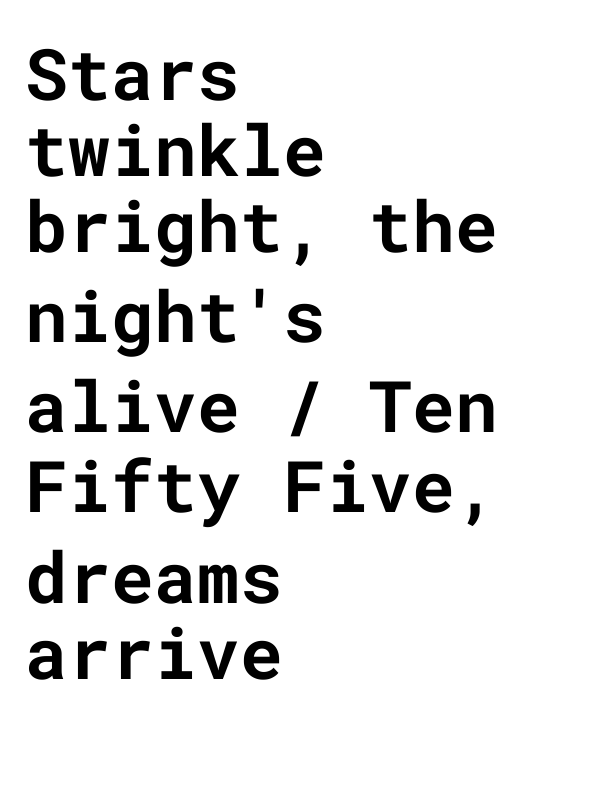 Stars
twinkle
bright, the
night's
alive / Ten
Fifty Five,
dreams
arrive